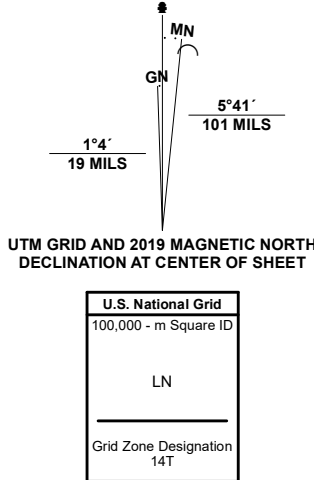 MN
GN
5°41´
101 MILS
1°4´
19 MILS
UTM GRID AND 2019 MAGNETIC NORTH
DECLINATION AT CENTER OF SHEET
U.S. National Grid
100,000 - m Square ID
LN
Grid Zone Designation
14T